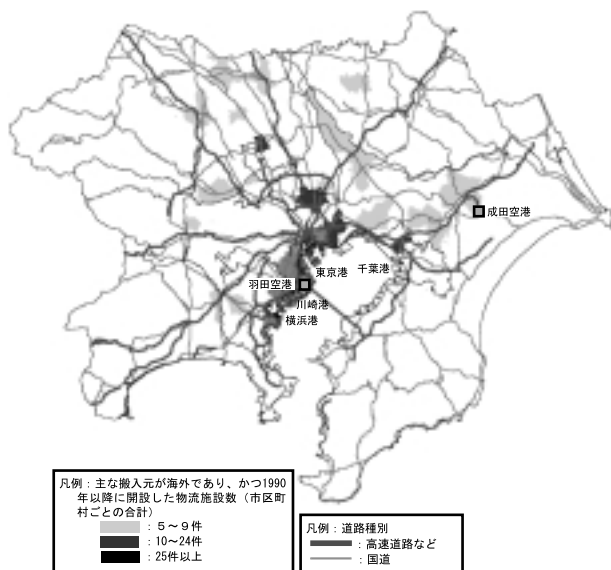 成田空港
千葉港
東京港
羽田空港
川崎港
横浜港
凡例：主な搬入元が海外であり、かつ1990
年以降に開設した物流施設数（市区町
村ごとの合計）
：５～９件
：10～24件
：25件以上
凡例：道路種別
：高速道路など
：国道